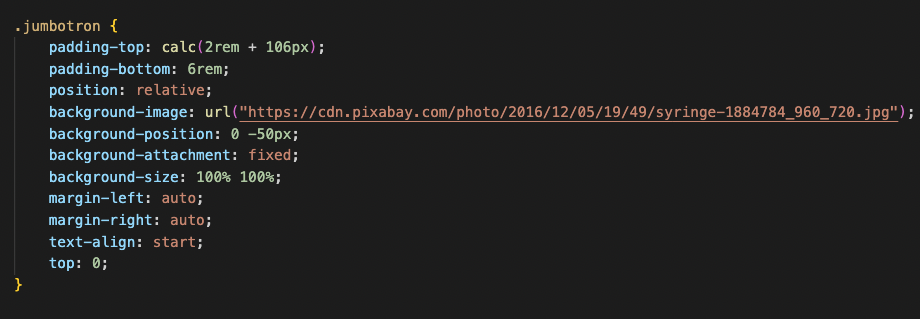 .jumbotron {
    padding-top: calc(2rem + 106px);
    padding-bottom: 6rem;
    position: relative;
    background-image: url("https://cdn.pixabay.com/photo/2016/12/05/19/49/syringe-1884784_960_720.jpg");
    background-position: 0 -50px;
    background-attachment: fixed;
    background-size: 100% 100%;
    margin-left: auto;
    margin-right: auto;
    text-align: start;
    top: 0;
}